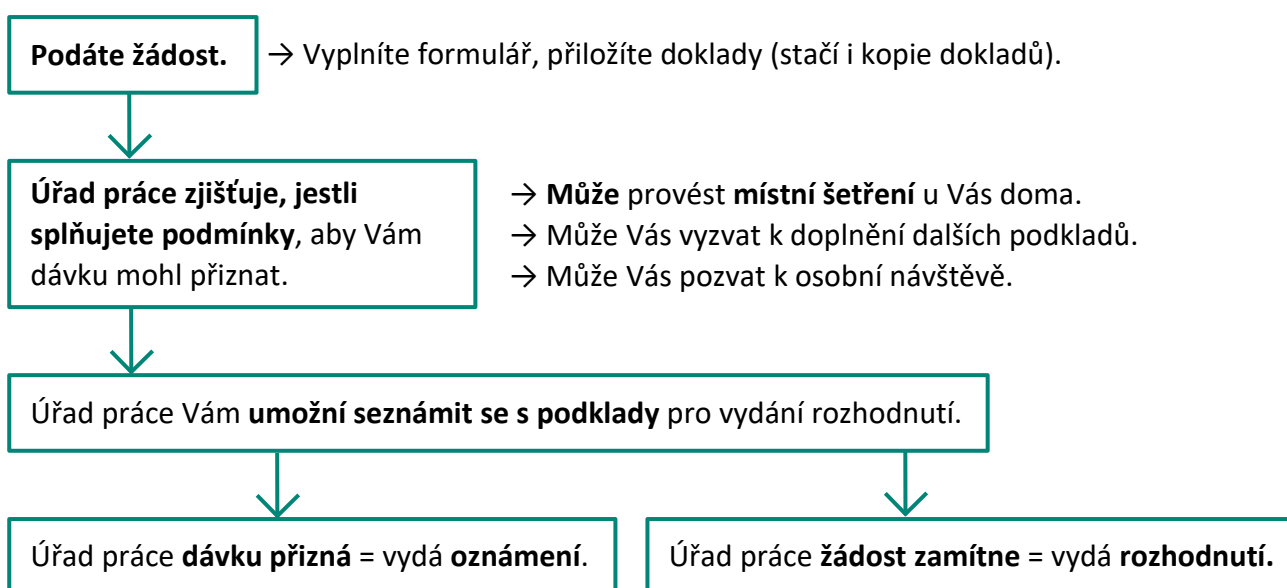 Podáte žádost.
→ Vyplníte formulář, přiložíte doklady (stačí i kopie dokladů).
Úřad práce zjišťuje, jestli
splňujete podmínky, aby Vám
dávku mohl přiznat.
→ Může provést místní šetření u Vás doma.
→ Může Vás vyzvat k doplnění dalších podkladů.
→ Může Vás pozvat k osobní návštěvě.
Úřad práce Vám umožní seznámit se s podklady pro vydání rozhodnutí.
Úřad práce dávku přizná = vydá oznámení.
Úřad práce žádost zamítne = vydá rozhodnutí.